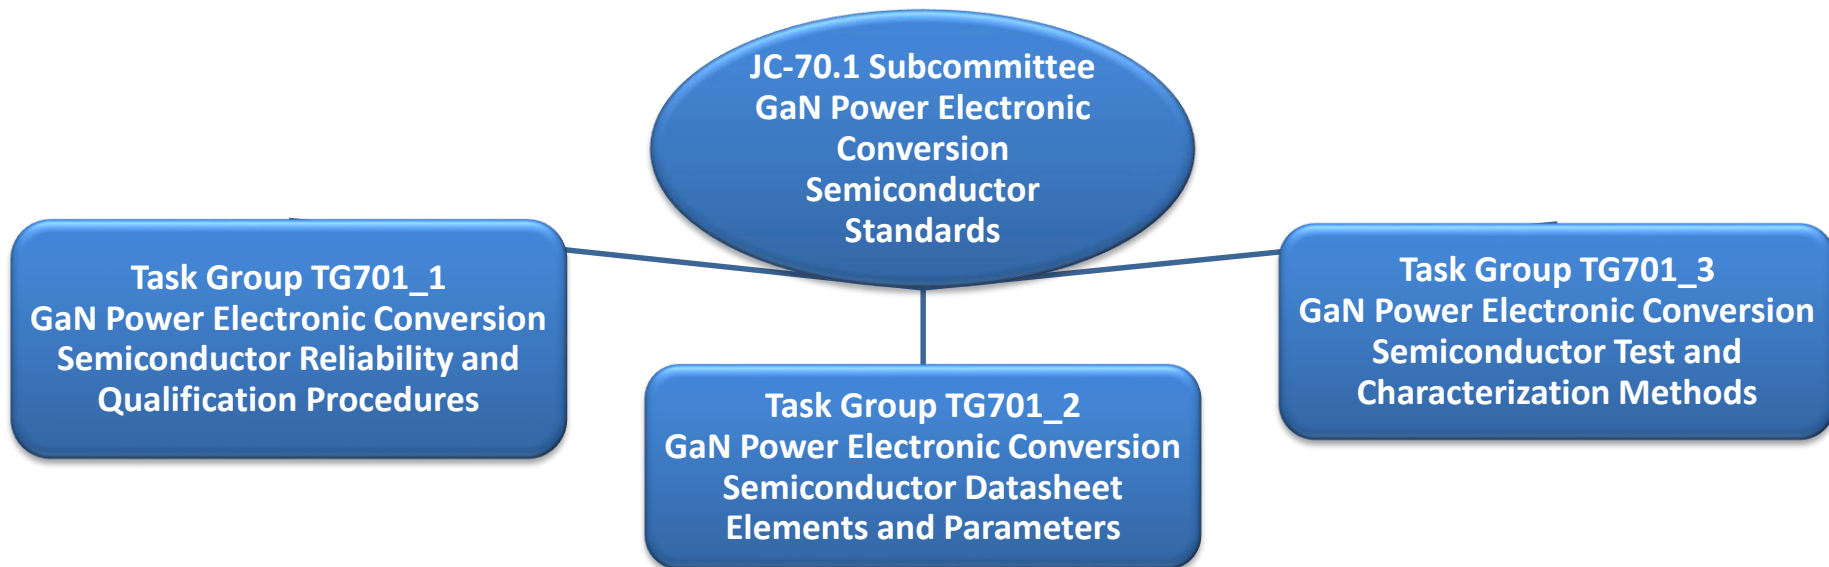 JC-70.1 Subcommittee
GaN Power Electronic
Conversion
Semiconductor
Standards
Task Group TG701_1
GaN Power Electronic Conversion
Semiconductor Reliability and
Qualification Procedures
Task Group TG701_2
GaN Power Electronic Conversion
Semiconductor Datasheet
Elements and Parameters
Task Group TG701_3
GaN Power Electronic Conversion
Semiconductor Test and
Characterization Methods